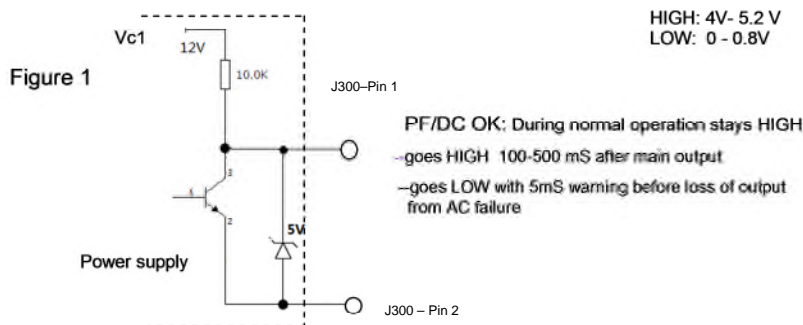 HIGH: 4V- 5.2 V
LOW: 0 - 0.8V
Vc1
12V
Figure 1
10.0K
J300–Pin 1
PF/DC OK: During normal operation stays HIGH
--goes HIGH 100-500 mS after main output
--goes LOW with 5mS warning before loss of output
from AC failure
3
2
5V
Power supply
J300 – Pin 2